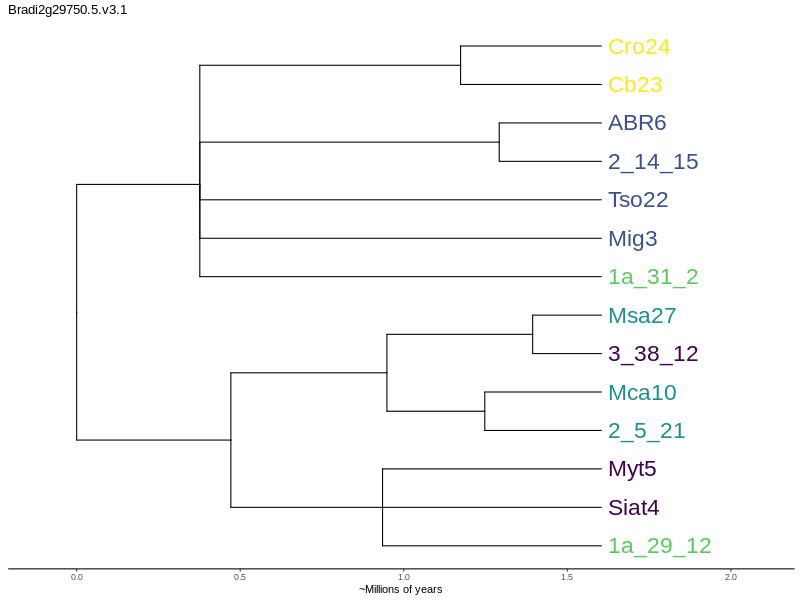 Bradi2g29750.5.v3.1
Cro24
Cb23
ABR6
2_14_15
Tso22
Mig3
1a_31_2
Msa27
3_38_12
Mca10
2_5_21
Myt5
Siat4
1a_29_12
0.0 0.5 1.0 1.5 2.0
~Millions of years